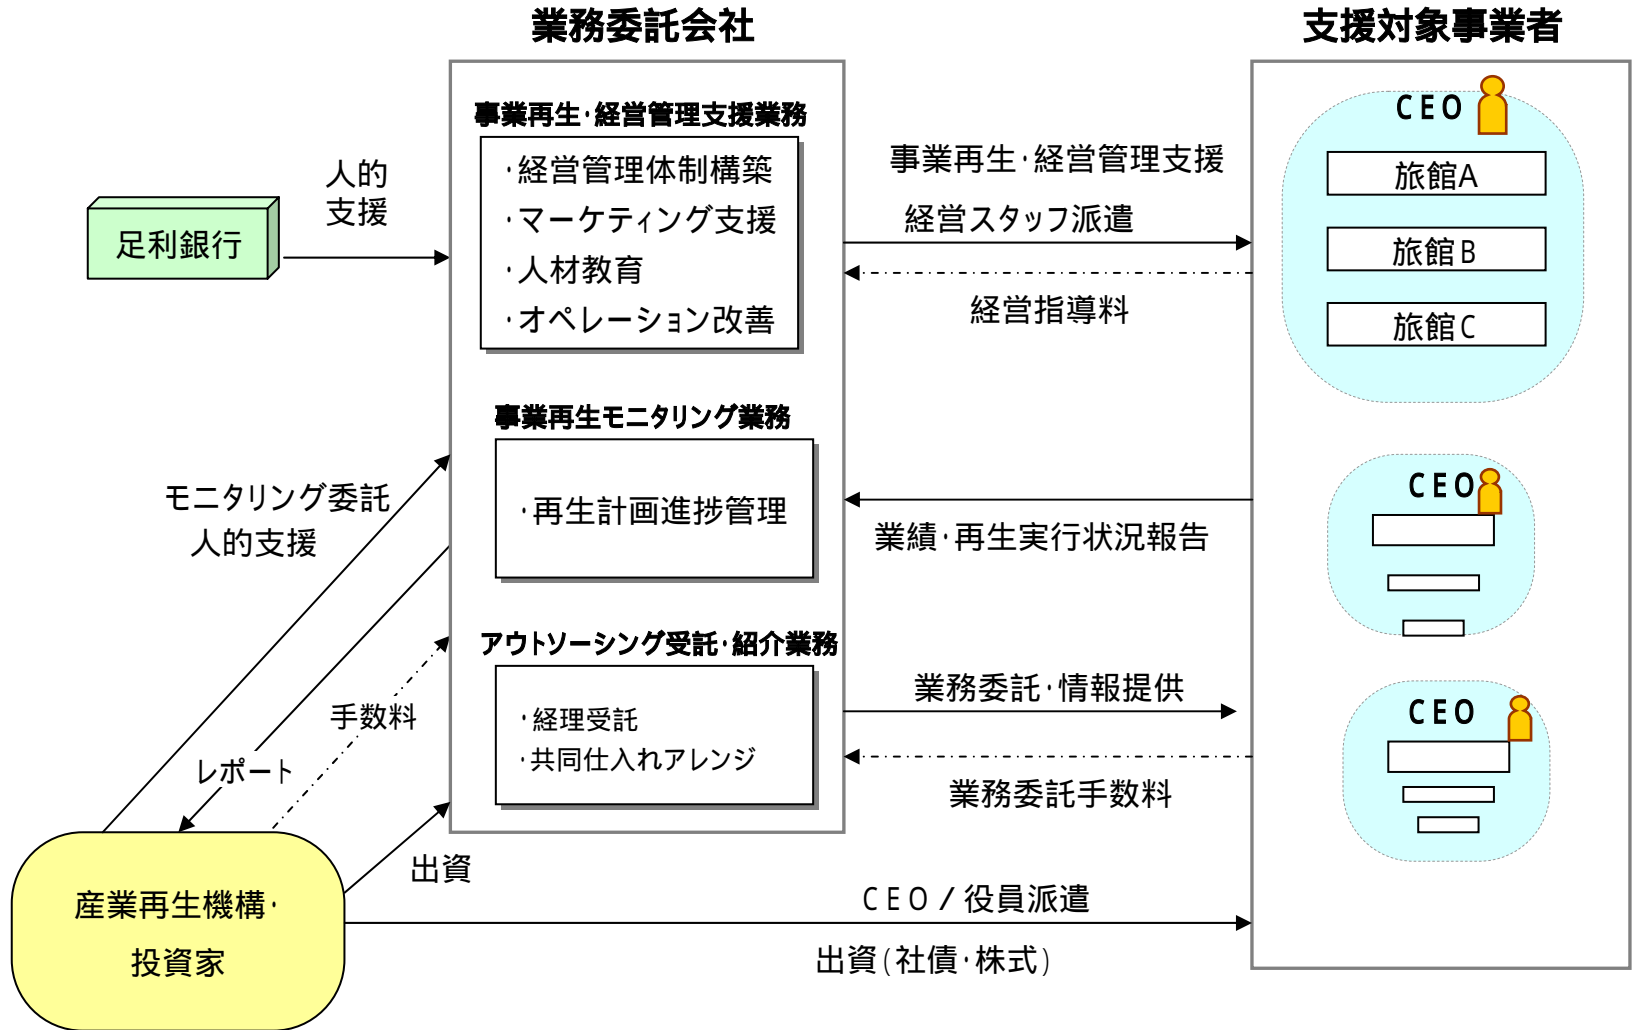 業務委託会社
支援対象事業者
事業再生・経営管理支援業務
・経営管理体制構築
・マーケティング支援
・人材教育
・オペレーション改善
人的
支援
足利銀行
事業再生・経営管理支援
経営スタッフ派遣
経営指導料
CEO
旅館A
旅館B
旅館C
事業再生モニタリング業務
・再生計画進捗管理
モニタリング委託
人的支援
業績・再生実行状況報告
CEO
アウトソーシング受託・紹介業務
・経理受託
・共同仕入れアレンジ
業務委託・情報提供
業務委託手数料
CEO
手数料
レポート
出資
産業再生機構・
投資家
CEO/役員派遣
出資(社債・株式)